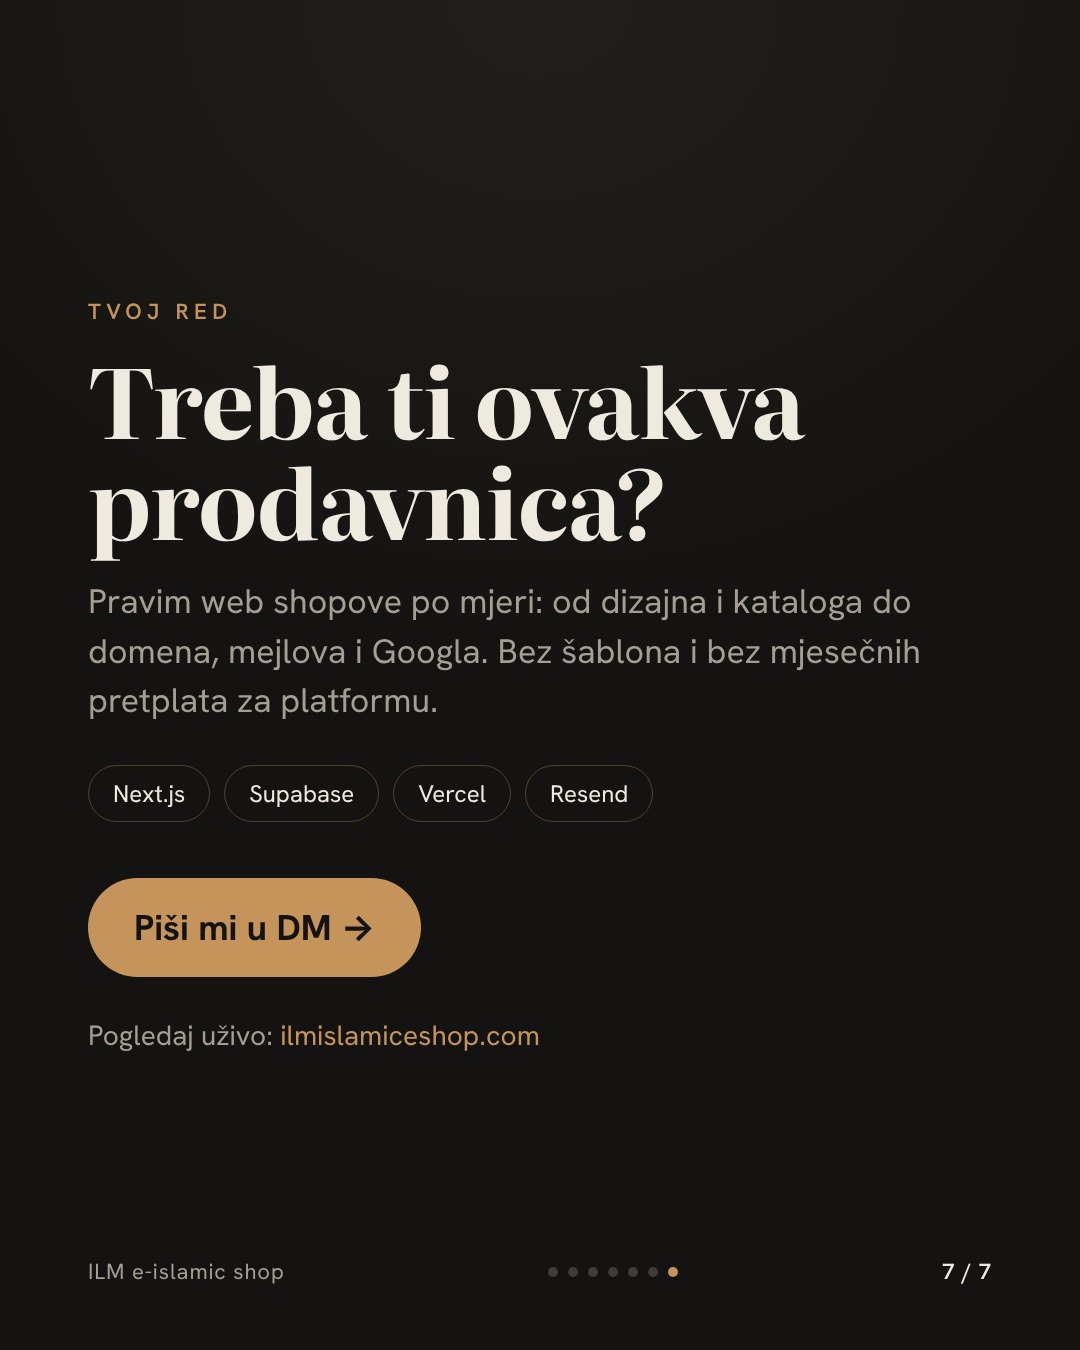 TVOJ RED
Treba ti ovakva
prodavnica?
Pravim web shopove po mjeri: od dizajna i kataloga do
domena, mejlova i Googla. Bez šablona i bez mjesečnih
pretplata za platformu.
Next.js Supabase Vercel Resend
Piši mi u DM →
Pogledaj uživo: ilmislamiceshop.com
ILM e-islamic shop 7 / 7